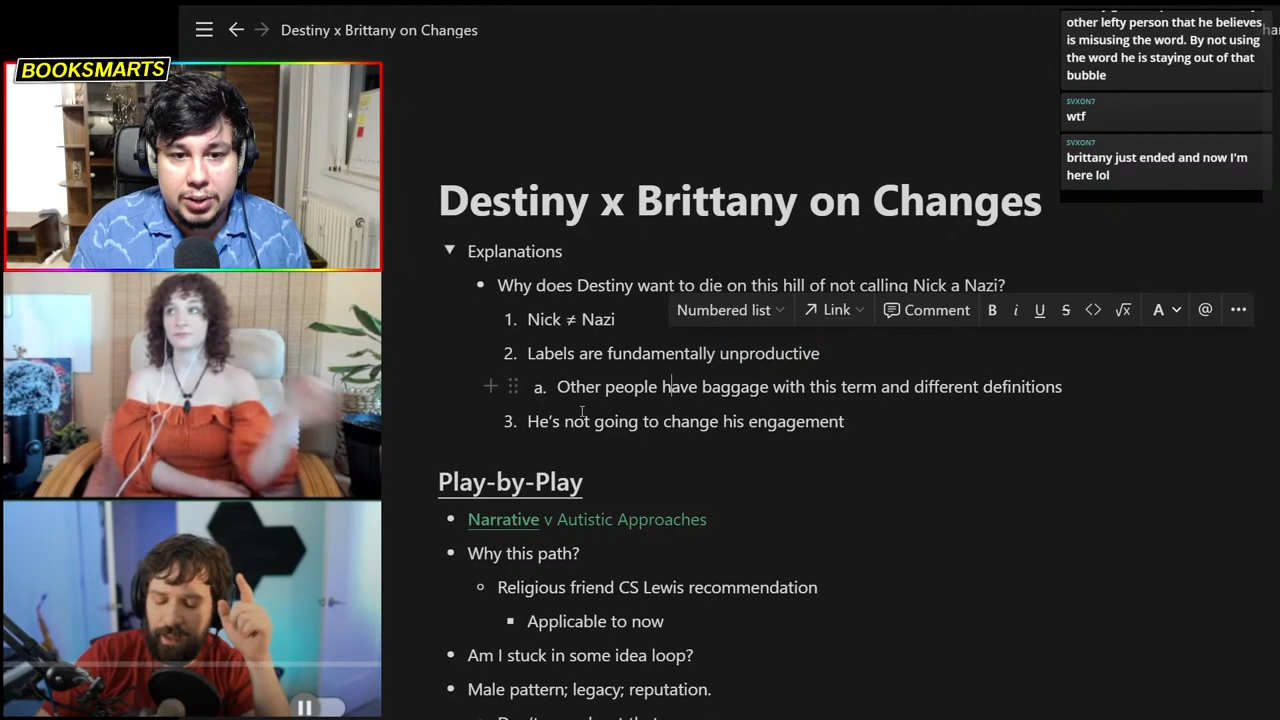 Destiny x Brittany on Changes
BOOKSMARTS
other lefty person that he believes
is misusing the word. By not using
the word he is staying out of that
bubble
SVXON7
wtf
SVXON7
brittany just ended and now I'm
here lol
Destiny x Brittany on Changes
Explanations
Why does Destiny want to die on this hill of not calling Nick a Nazi?
Numbered list Link Comment B i U S <> √x A @ •••
1. Nick ≠ Nazi
2. Labels are fundamentally unproductive
a. Other people have baggage with this term and different definitions
3. He's not going to change his engagement
Play-by-Play
Narrative v Autistic Approaches
Why this path?
Religious friend CS Lewis recommendation
Applicable to now
Am I stuck in some idea loop?
Male pattern; legacy; reputation.